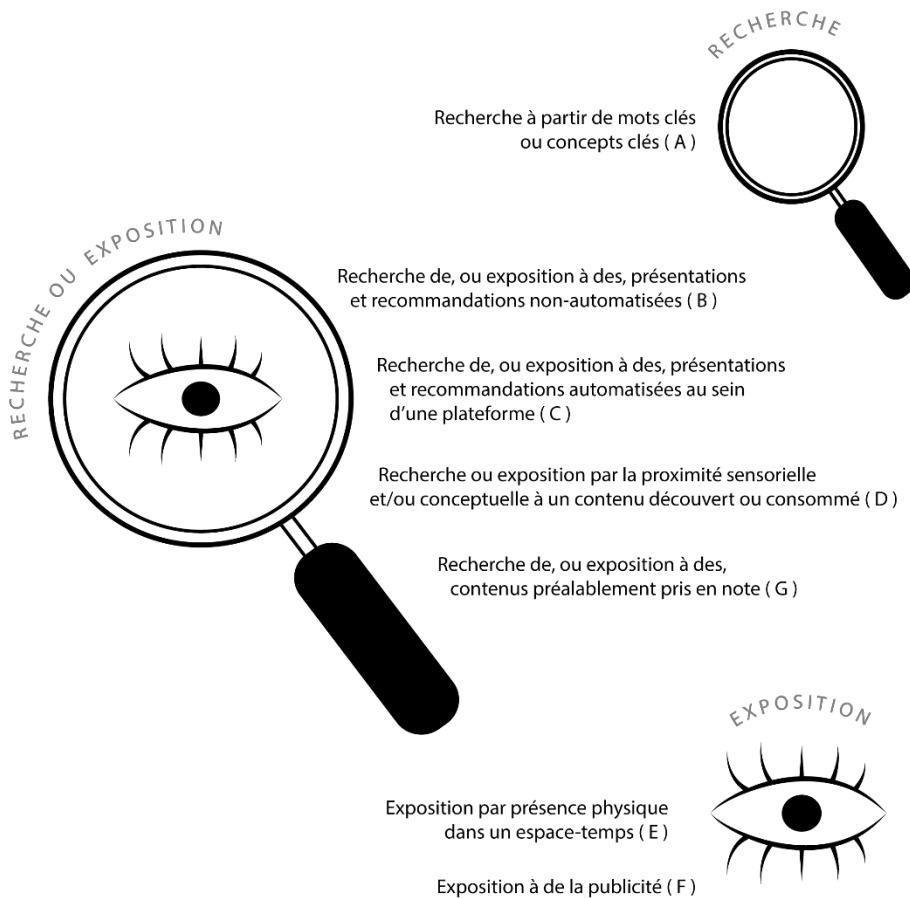 RECHERCHE
Recherche à partir de mots clés
ou concepts clés ( A )
RECHERCHE OU EXPOSITION
Recherche de, ou exposition à des, présentations
et recommandations non-automatisées ( B )
Recherche de, ou exposition à des, présentations
et recommandations automatisées au sein
d’une plateforme ( C )
Recherche ou exposition par la proximité sensorielle
et/ou conceptuelle à un contenu découvert ou consommé ( D )
Recherche de, ou exposition à des,
contenus préalablement pris en note ( G )
EXPOSITION
Exposition par présence physique
dans un espace-temps ( E )
Exposition à de la publicité ( F )